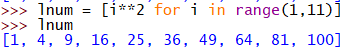 >>> lnum = [i**2 for i in range(1,11)]
>>> lnum
[1, 4, 9, 16, 25, 36, 49, 64, 81, 100]